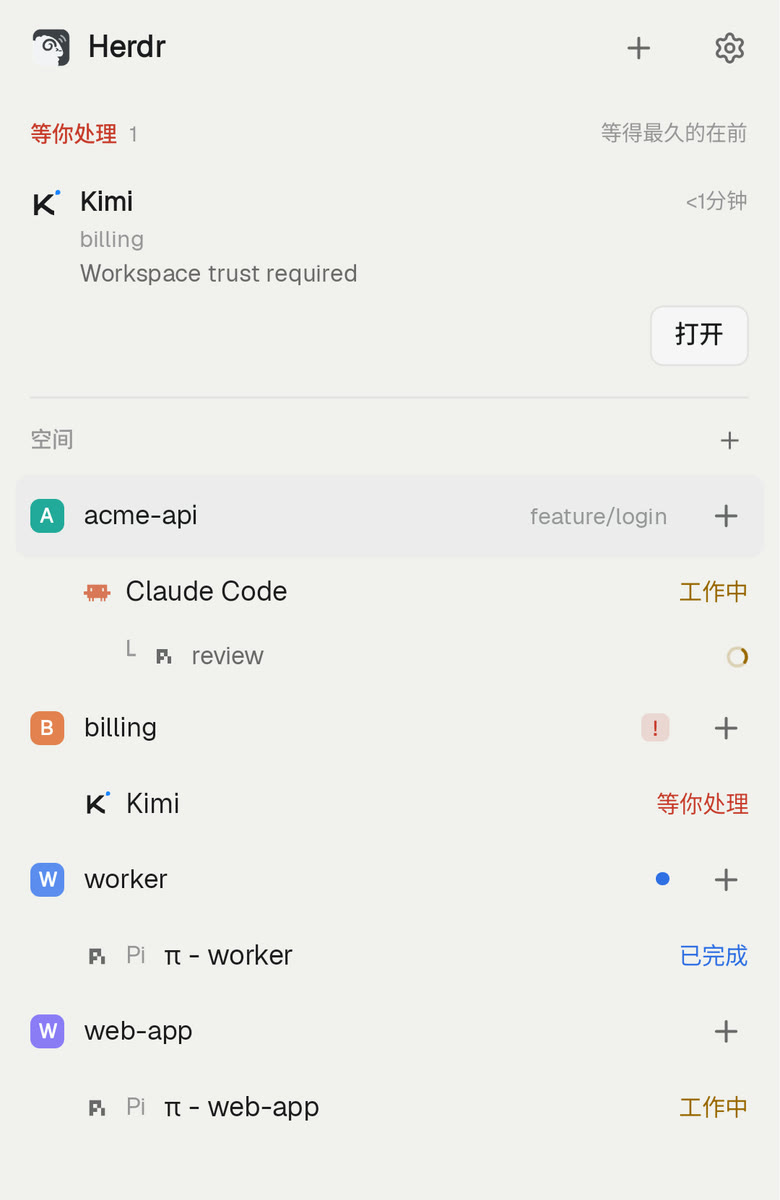 Herdr
等你处理 1 等得最久的在前
Kimi <1分钟
billing
Workspace trust required
打开
空间
A acme-api feature/login
Claude Code 工作中
review
B billing !
Kimi 等你处理
W worker
Pi π - worker 已完成
W web-app
Pi π - web-app 工作中